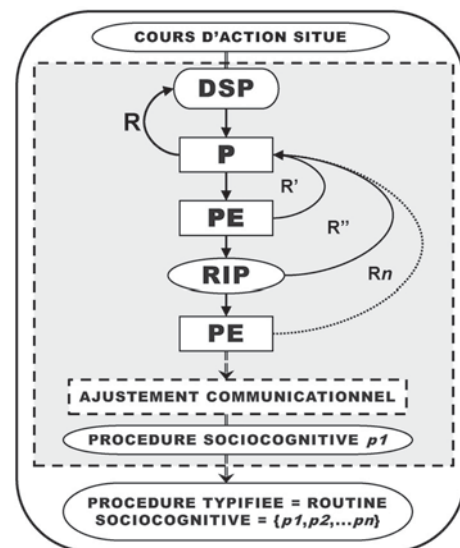 COURS D'ACTION SITUE
DSP
R
P
R'
PE
R''
RIP
Rn
PE
AJUSTEMENT COMMUNICATIONNEL
PROCEDURE SOCIOCOGNITIVE p1
PROCEDURE TYPIFIEE = ROUTINE
SOCIOCOGNITIVE = {p1,p2,...pn}